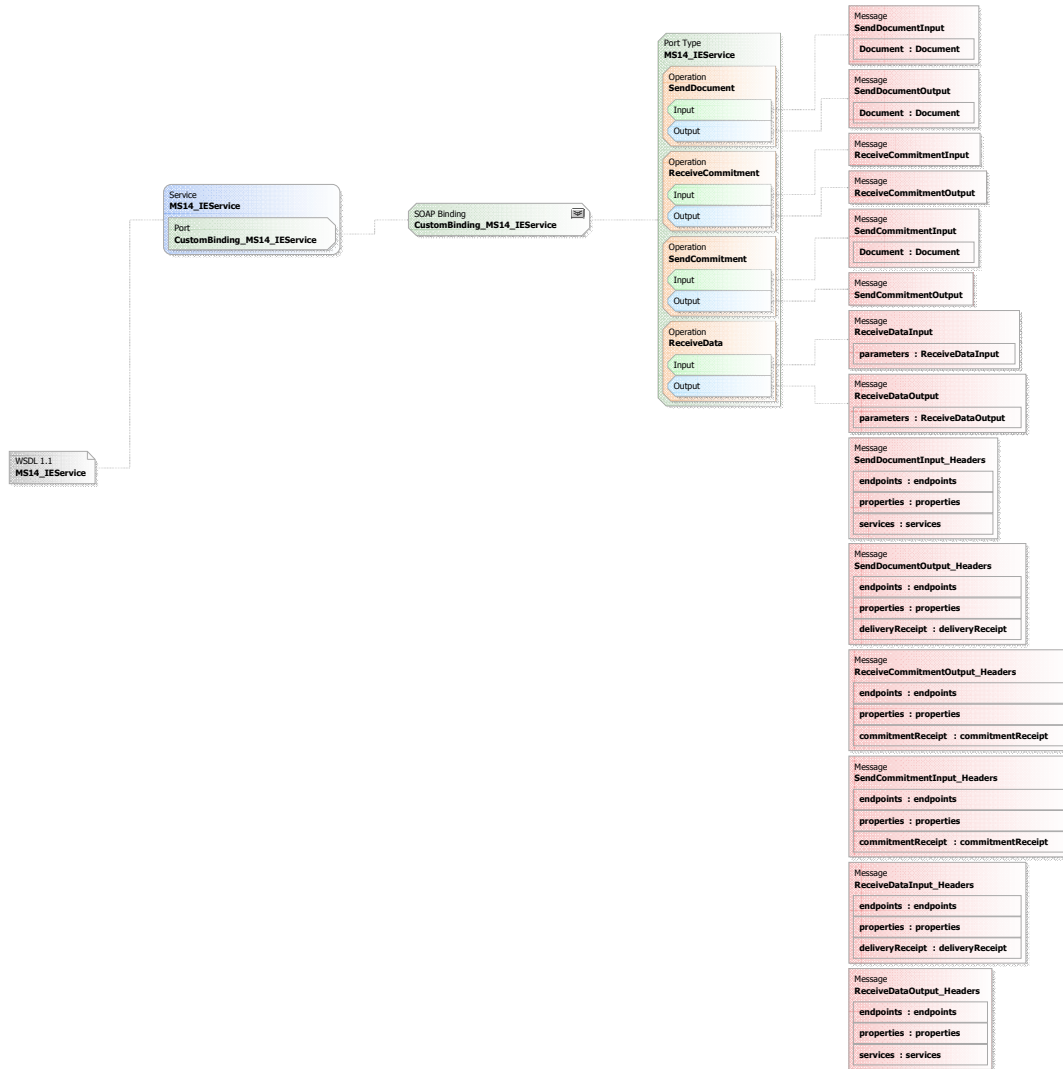 WSDL 1.1
MS14_IEService
Service
MS14_IEService
Port
CustomBinding_MS14_IEService
SOAP Binding
CustomBinding_MS14_IEService
Port Type
MS14_IEService
Operation
SendDocument
Input
Output
Operation
ReceiveCommitment
Input
Output
Operation
SendCommitment
Input
Output
Operation
ReceiveData
Input
Output
Message
SendDocumentInput
Document : Document
Message
SendDocumentOutput
Document : Document
Message
ReceiveCommitmentInput
Message
ReceiveCommitmentOutput
Message
SendCommitmentInput
Document : Document
Message
SendCommitmentOutput
Message
ReceiveDataInput
parameters : ReceiveDataInput
Message
ReceiveDataOutput
parameters : ReceiveDataOutput
Message
SendDocumentInput_Headers
endpoints : endpoints
properties : properties
services : services
Message
SendDocumentOutput_Headers
endpoints : endpoints
properties : properties
deliveryReceipt : deliveryReceipt
Message
ReceiveCommitmentOutput_Headers
endpoints : endpoints
properties : properties
commitmentReceipt : commitmentReceipt
Message
SendCommitmentInput_Headers
endpoints : endpoints
properties : properties
commitmentReceipt : commitmentReceipt
Message
ReceiveDataInput_Headers
endpoints : endpoints
properties : properties
deliveryReceipt : deliveryReceipt
Message
ReceiveDataOutput_Headers
endpoints : endpoints
properties : properties
services : services